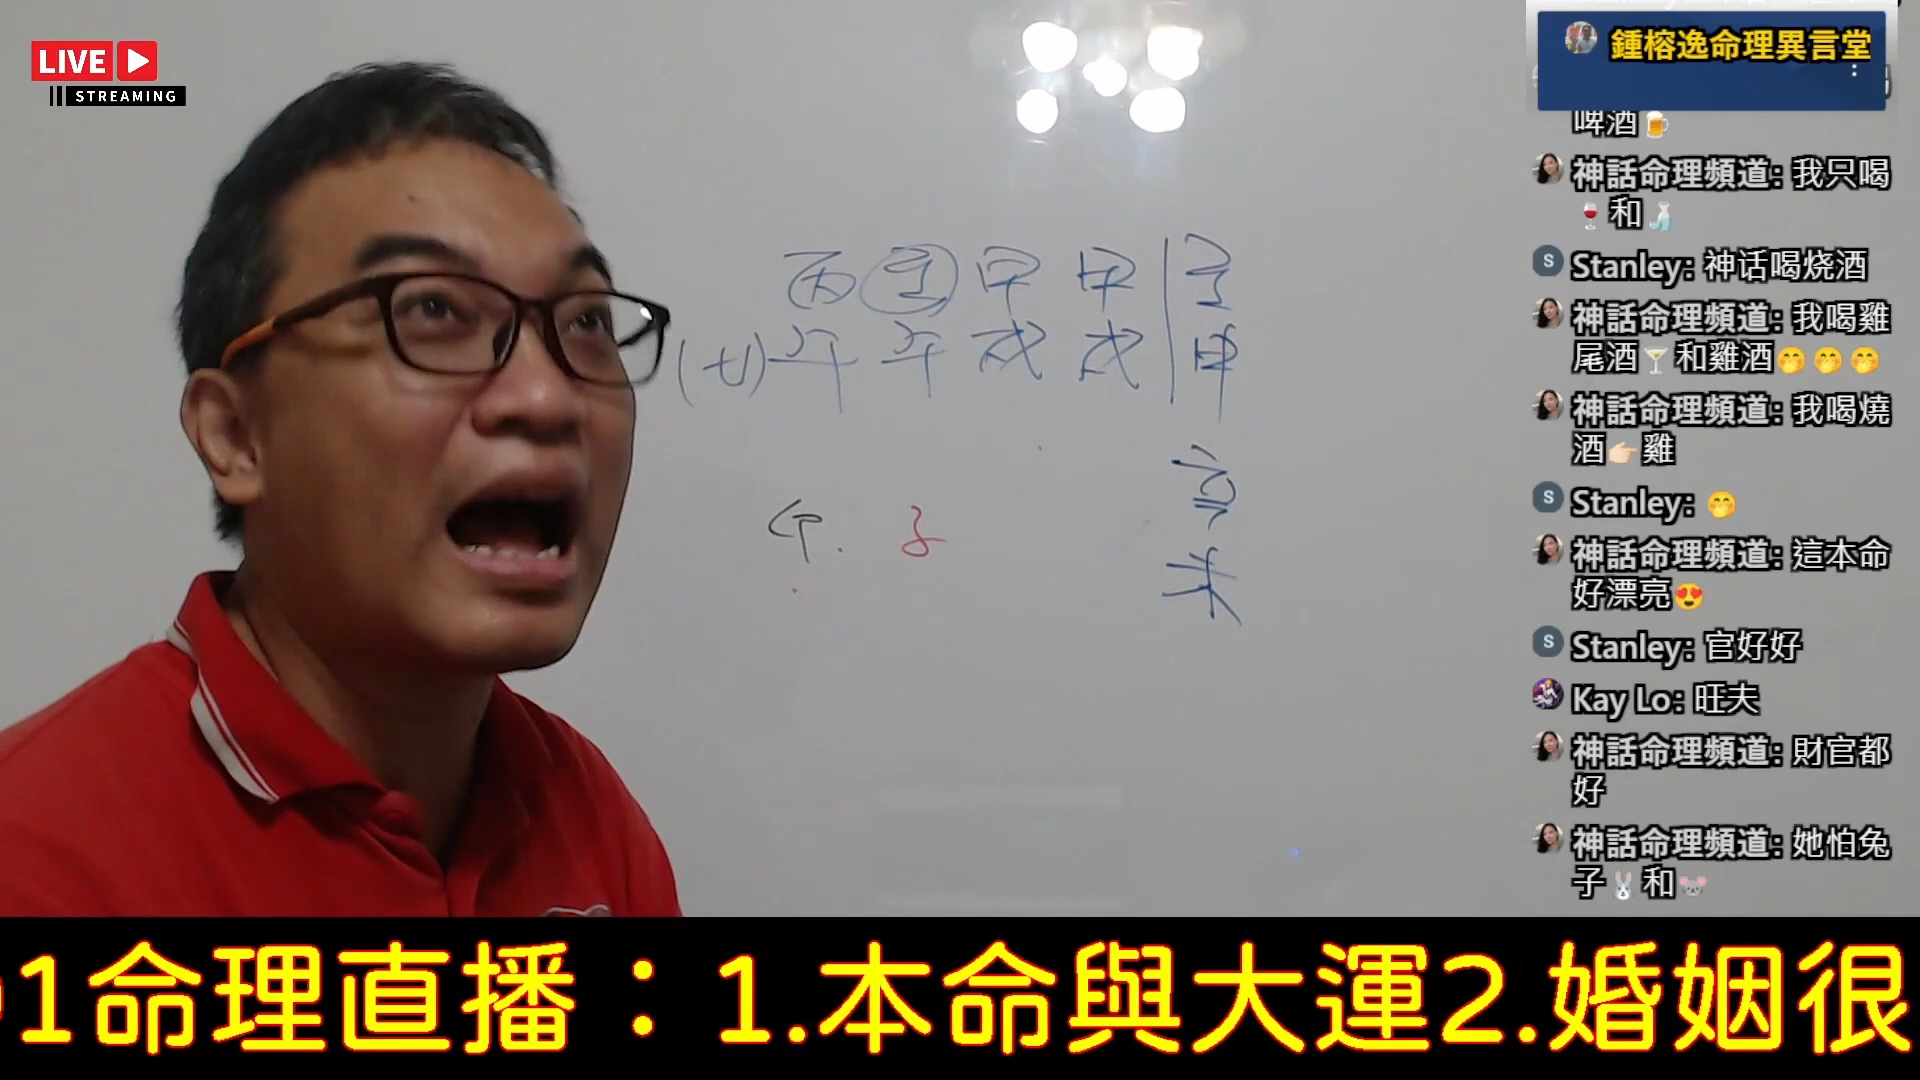 LIVE
STREAMING
鍾榕逸命理異言堂
啤酒🍺
神話命理頻道: 我只喝
🍷和🍶
Stanley: 神话喝烧酒
神話命理頻道: 我喝雞
尾酒🍸和雞酒🤭🤭🤭
神話命理頻道: 我喝燒
酒👉🏻雞
Stanley: 🤭
神話命理頻道: 這本命
好漂亮😍
Stanley: 官好好
Kay Lo: 旺夫
神話命理頻道: 財官都
好
神話命理頻道: 她怕兔
子🐰和🐭
丙 壬 甲 甲
午 午 戌 戌
申
1命理直播：1.本命與大運2.婚姻很